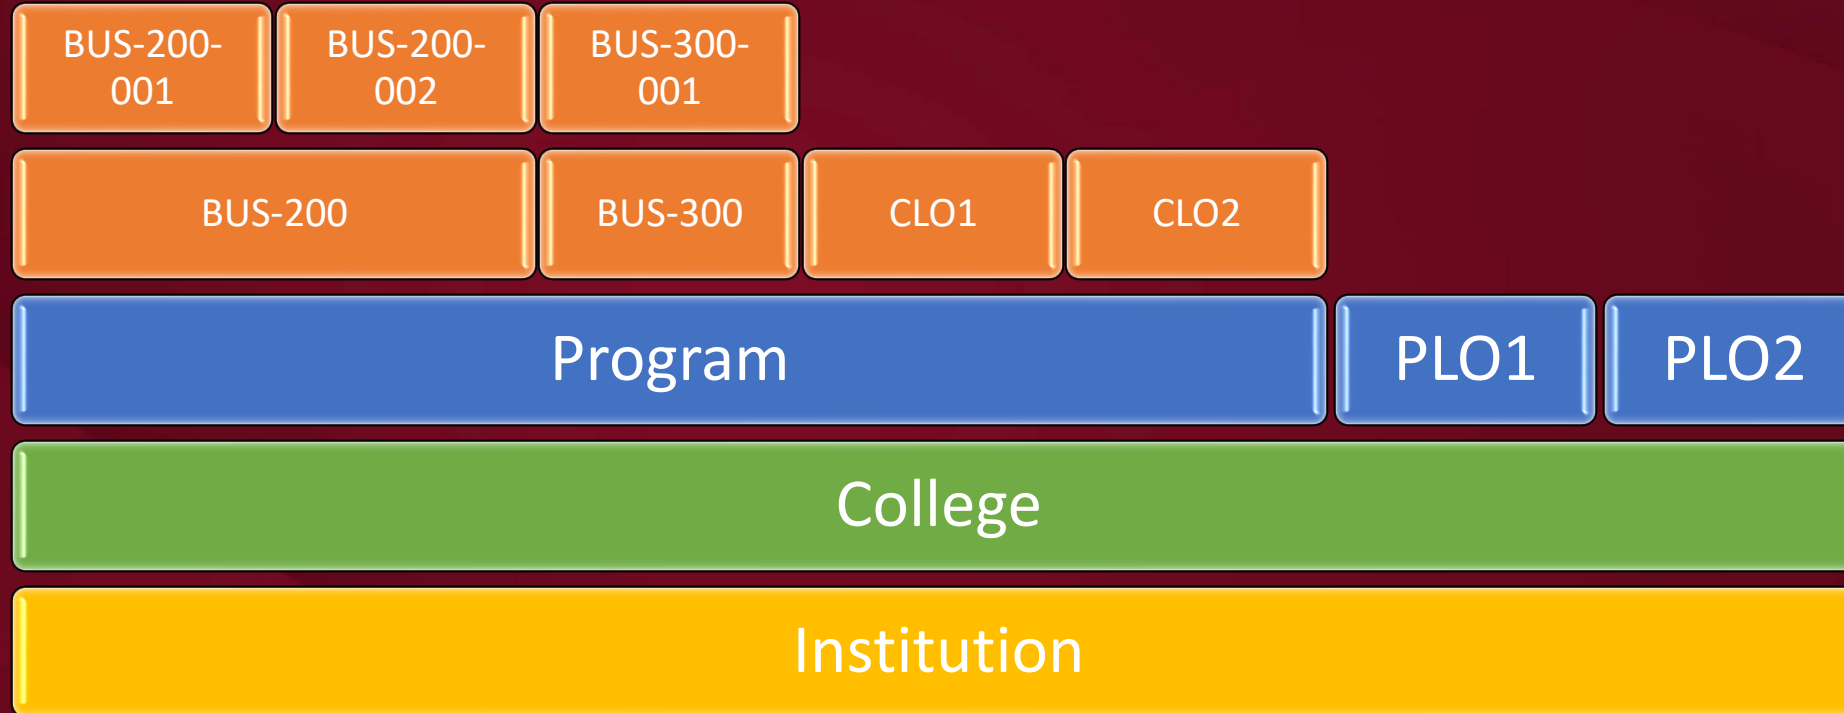 BUS-200-
001
BUS-200-
002
BUS-300-
001
BUS-200
BUS-300
CLO1
CLO2
Program
PLO1
PLO2
College
Institution